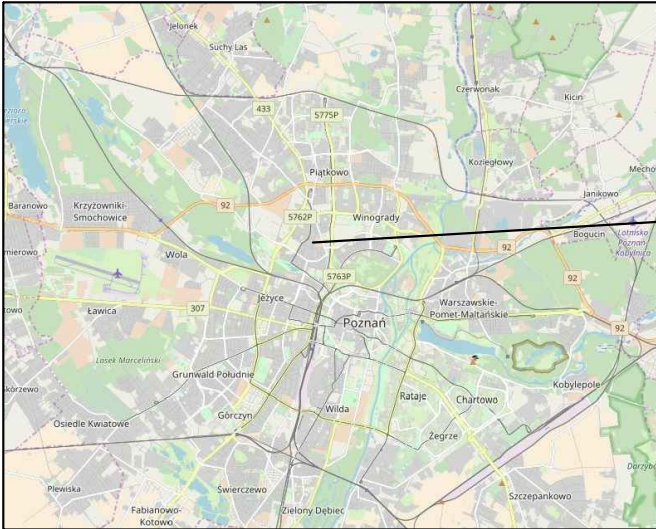 Jelonek
Suchy Las
Czerwonak
Kicin
433
5775P
Koziegłowy
Piątkowo
Mecho
Janikowo
Baranowo
Krzyżowniki-
Smochowice
92
5762P
Winogrady
Bogucin
Lotnisko
Poznań-
Kobylnica
mierowo
Wola
92
5763P
92
Ławica
307
Jeżyce
Poznań
Warszawskie-
Pomet-Maltańskie
92
Lasek Marceliński
Grunwald Południe
Kobylepole
skórzewo
Rataje
Chartowo
Osiedle Kwiatowe
Górczyn
Wilda
Żegrze
Plewiska
Świerczewo
Szczepankowo
Fabianowo-
Kotowo
Zielony Dębiec